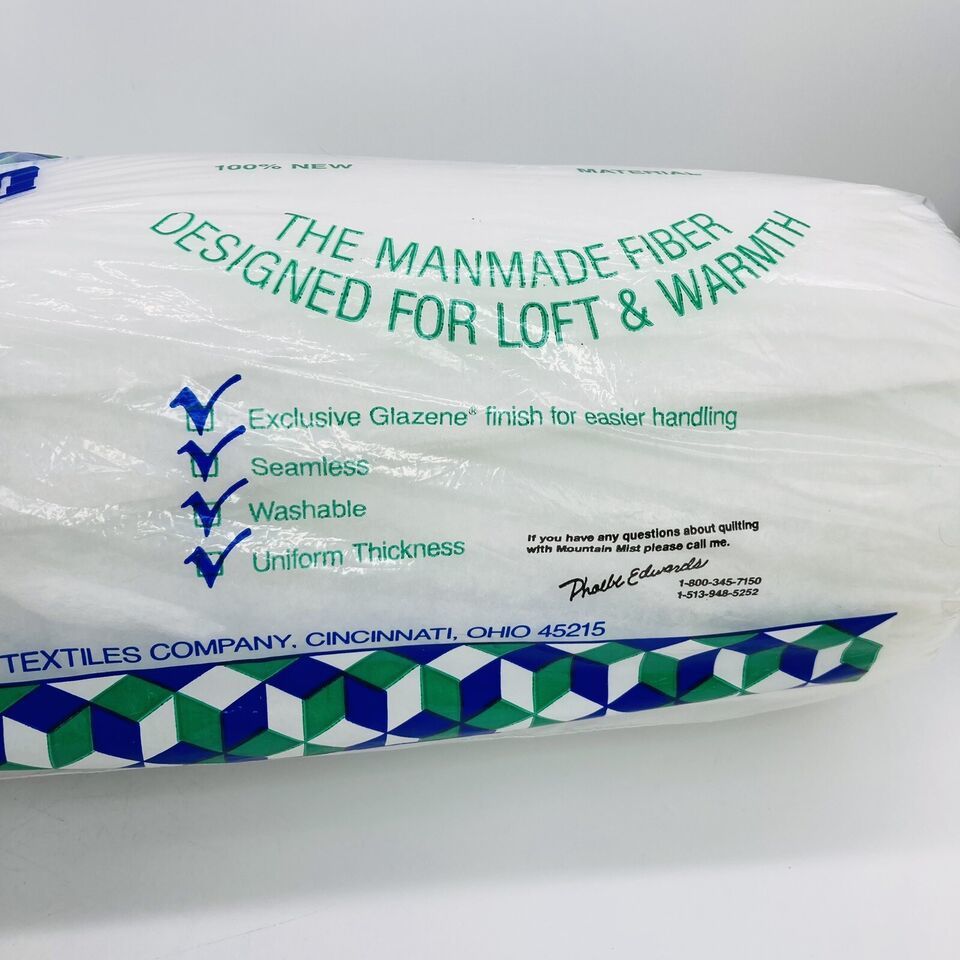 100% NEW MATERIAL
THE MANMADE FIBER
DESIGNED FOR LOFT & WARMTH
Exclusive Glazene® finish for easier handling
Seamless
Washable
Uniform Thickness
If you have any questions about quilting
with Mountain Mist please call me.
Phoebe Edwards
1-800-345-7150
1-513-948-5252
TEXTILES COMPANY, CINCINNATI, OHIO 45215